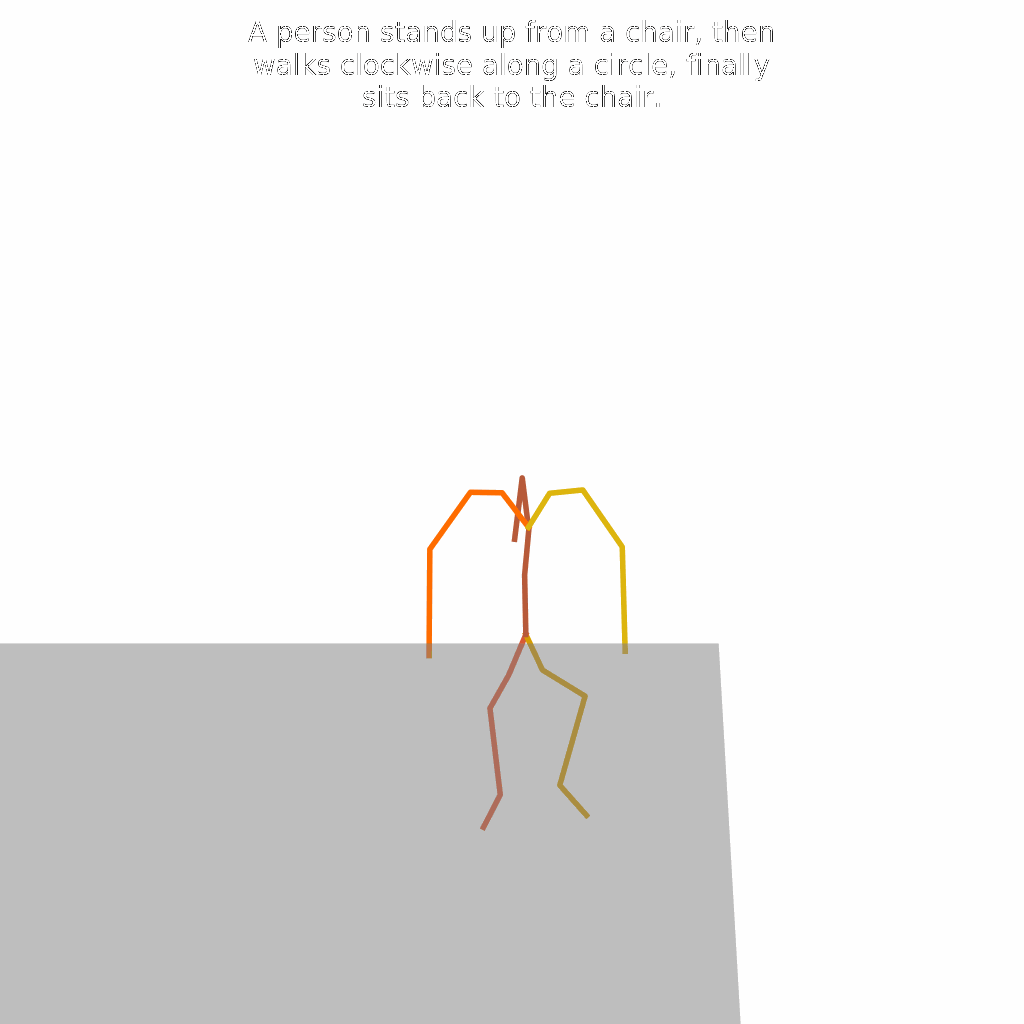 A person stands up from a chair, then
walks clockwise along a circle, finally
sits back to the chair.